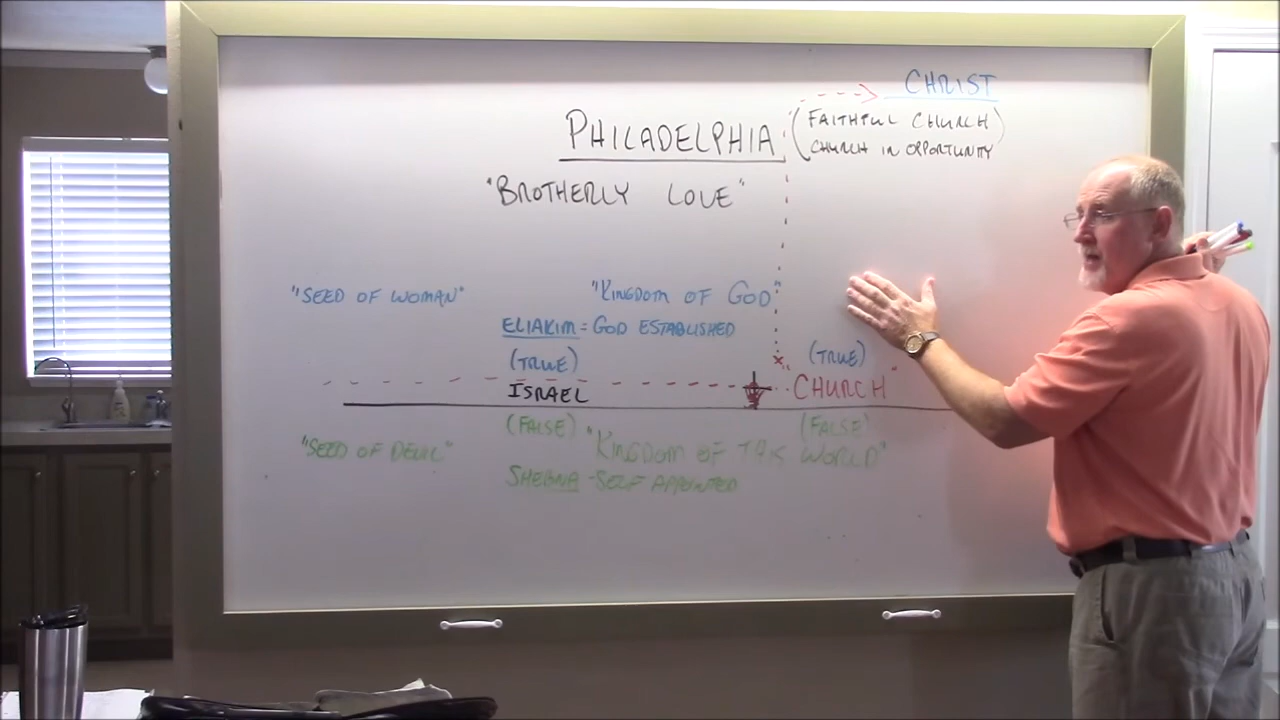 CHRIST
PHILADELPHIA
(FAITHFUL CHURCH)
CHURCH IN OPPORTUNITY
"BROTHERLY LOVE"
"SEED OF WOMAN"
"KINGDOM OF GOD"
ELIAKIM = GOD ESTABLISHED
(TRUE)
(TRUE)
ISRAEL
CHURCH"
(FALSE)
(FALSE)
"SEED OF DEVIL"
"KINGDOM OF THIS WORLD"
SHEBNA - SELF APPOINTED